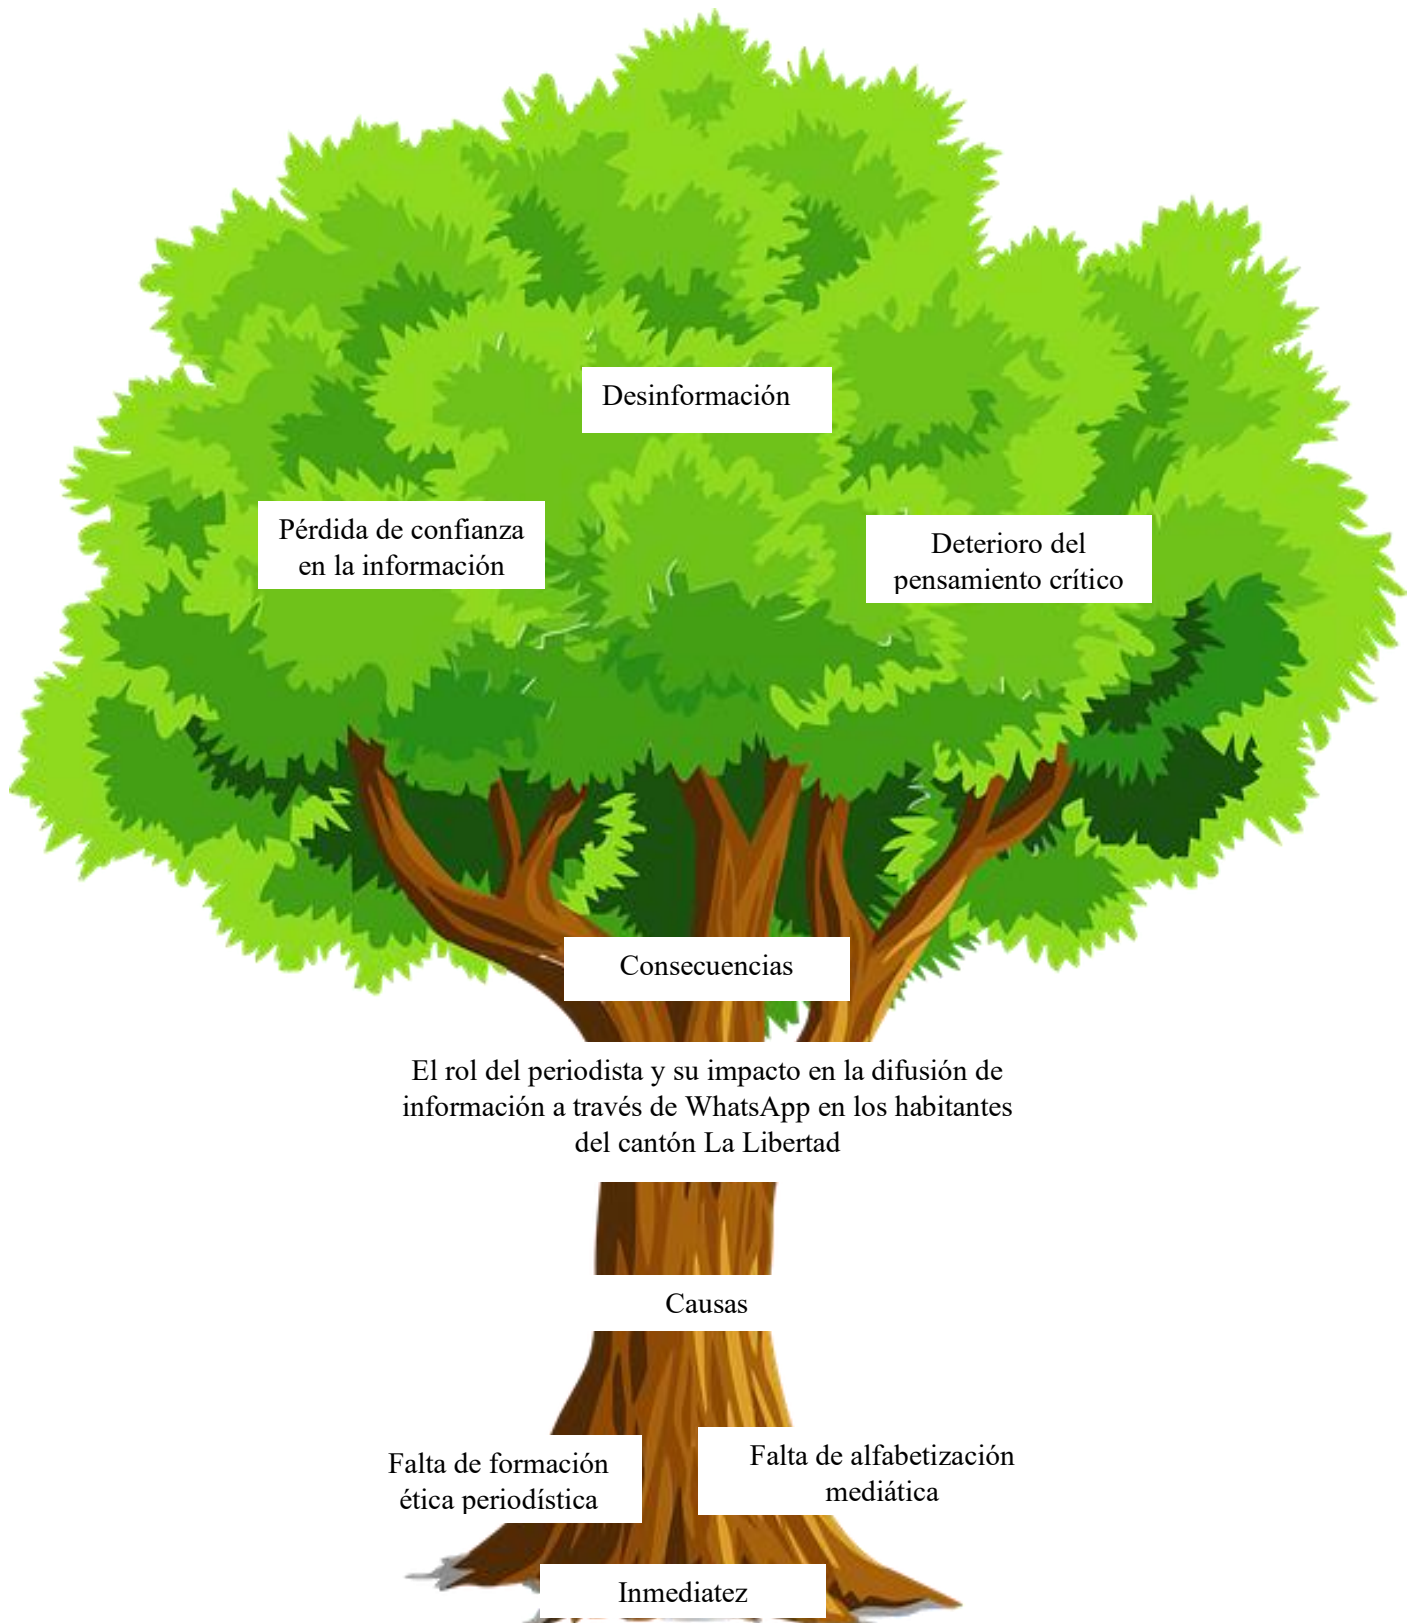 Desinformación
Pérdida de confianza
en la información
Deterioro del
pensamiento crítico
Consecuencias
El rol del periodista y su impacto en la difusión de
información a través de WhatsApp en los habitantes
del cantón La Libertad
Causas
Falta de formación
ética periodística
Falta de alfabetización
mediática
Inmediatez